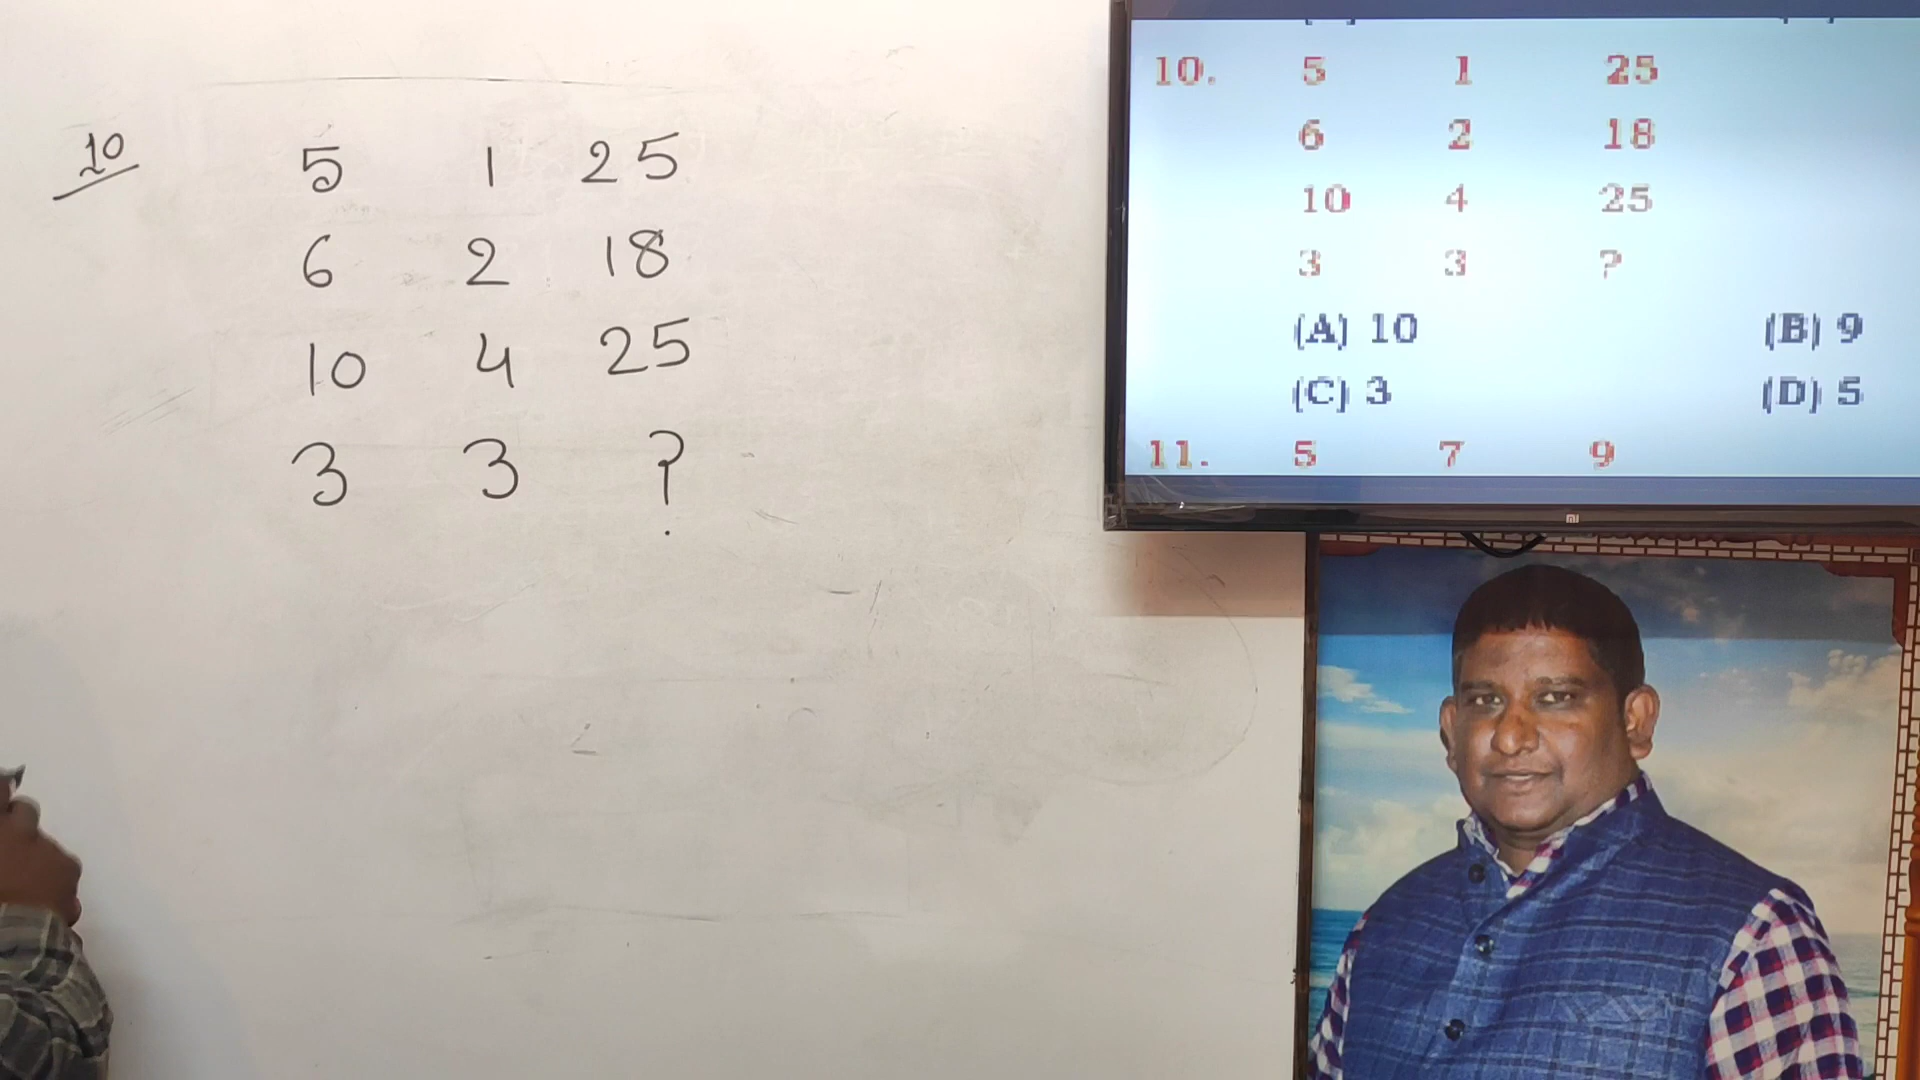 10 5 1 25
6 2 18
10 4 25
3 3 ?
10. 5 1 25
6 2 18
10 4 25
3 3 ?
(A) 10 (B) 9
(C) 3 (D) 5
11. 5 7 9
mi